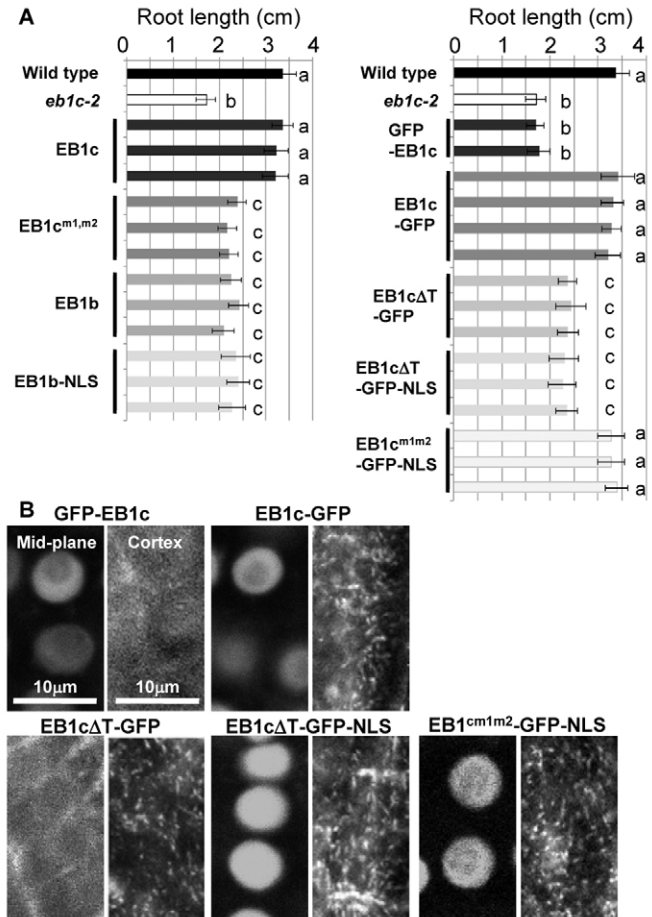 A
Root length (cm)
0 1 2 3 4
Wild type a
eb1c-2 b
EB1c
a
a
a
EB1cm1,m2
c
c
c
EB1b
c
c
c
EB1b-NLS
c
c
c
Root length (cm)
0 1 2 3 4
Wild type a
eb1c-2 b
GFP
-EB1c
b
b
EB1c
-GFP
a
a
a
a
EB1cΔT
-GFP
c
c
c
EB1cΔT
-GFP-NLS
c
c
c
EB1cm1m2
-GFP-NLS
a
a
a
B
GFP-EB1c
EB1c-GFP
Mid-plane
Cortex
10µm
10µm
EB1cΔT-GFP
EB1cΔT-GFP-NLS
EB1cm1m2-GFP-NLS